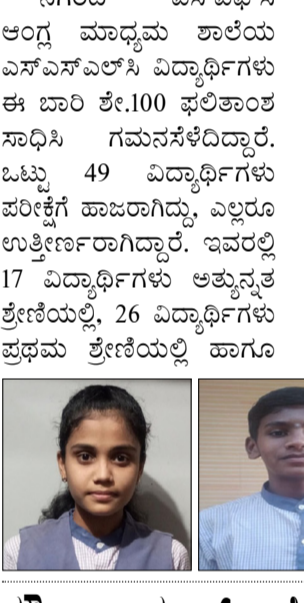 ಆಂಗ್ಲ ಮಾಧ್ಯಮ ಶಾಲೆಯ
ಎಸ್‌ಎಸ್‌ಎಲ್‌ಸಿ ವಿದ್ಯಾರ್ಥಿಗಳು
ಈ ಬಾರಿ ಶೇ.100 ಫಲಿತಾಂಶ
ಸಾಧಿಸಿ ಗಮನಸೆಳೆದಿದ್ದಾರೆ.
ಒಟ್ಟು 49 ವಿದ್ಯಾರ್ಥಿಗಳು
ಪರೀಕ್ಷೆಗೆ ಹಾಜರಾಗಿದ್ದು, ಎಲ್ಲರೂ
ಉತ್ತೀರ್ಣರಾಗಿದ್ದಾರೆ. ಇವರಲ್ಲಿ
17 ವಿದ್ಯಾರ್ಥಿಗಳು ಅತ್ಯುನ್ನತ
ಶ್ರೇಣಿಯಲ್ಲಿ, 26 ವಿದ್ಯಾರ್ಥಿಗಳು
ಪ್ರಥಮ ಶ್ರೇಣಿಯಲ್ಲಿ ಹಾಗೂ